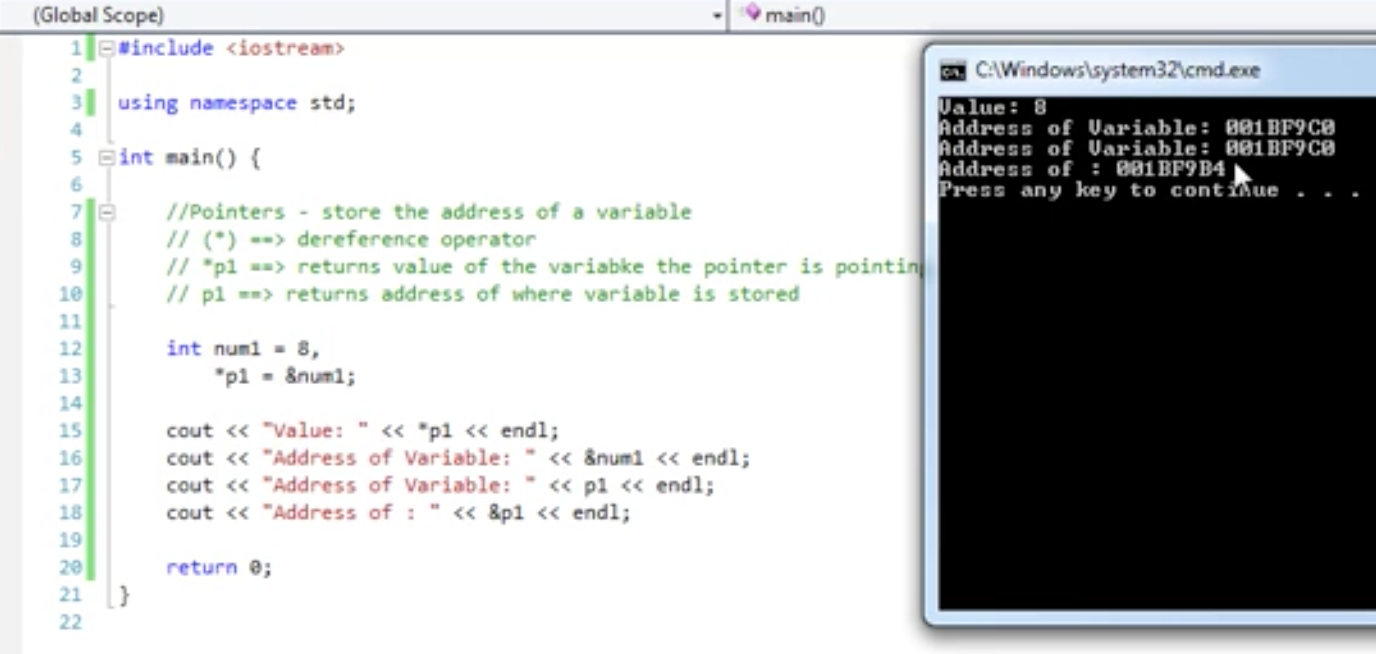 (Global Scope)
main()
1 #include <iostream>
2
3 using namespace std;
4
5 int main() {
6
7 //Pointers - store the address of a variable
8 // (*) ==> dereference operator
9 // *p1 ==> returns value of the variabke the pointer is pointing
10 // p1 ==> returns address of where variable is stored
11
12 int num1 = 8,
13 *p1 = &num1;
14
15 cout << "Value: " << *p1 << endl;
16 cout << "Address of Variable: " << &num1 << endl;
17 cout << "Address of Variable: " << p1 << endl;
18 cout << "Address of : " << &p1 << endl;
19
20 return 0;
21 }
22
C:\Windows\system32\cmd.exe
Value: 8
Address of Variable: 001BF9C0
Address of Variable: 001BF9C0
Address of : 001BF9B4
Press any key to continue . . .